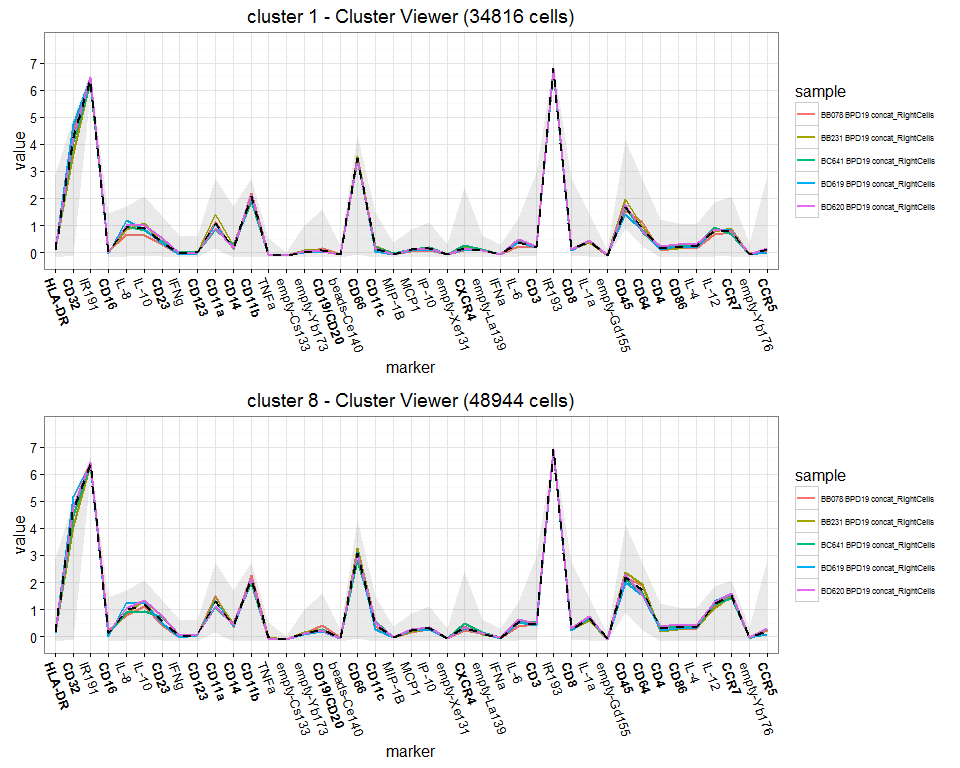 cluster 1 - Cluster Viewer (34816 cells)
7
6
5
4
3
2
1
0
value
HLA-DR
CD32
IR191
CD16
IL-8
IL-10
CD23
IFNg
CD123
CD11a
CD14
CD11b
TNFa
empty-Cs133
empty-Yb173
CD19/CD20
beads-Ce140
CD66
CD11c
MIP-1B
MCP1
IP-10
empty-Xe131
CXCR4
empty-La139
IFNa
IL-6
CD3
IR193
CD8
IL-1a
empty-Gd155
CD45
CD64
CD4
CD86
IL-4
IL-12
CCR7
empty-Yb176
CCR5
marker
sample
BB078 BPD19 concat_RightCells
BB231 BPD19 concat_RightCells
BC641 BPD19 concat_RightCells
BD619 BPD19 concat_RightCells
BD620 BPD19 concat_RightCells
cluster 8 - Cluster Viewer (48944 cells)
7
6
5
4
3
2
1
0
value
HLA-DR
CD32
IR191
CD16
IL-8
IL-10
CD23
IFNg
CD123
CD11a
CD14
CD11b
TNFa
empty-Cs133
empty-Yb173
CD19/CD20
beads-Ce140
CD66
CD11c
MIP-1B
MCP1
IP-10
empty-Xe131
CXCR4
empty-La139
IFNa
IL-6
CD3
IR193
CD8
IL-1a
empty-Gd155
CD45
CD64
CD4
CD86
IL-4
IL-12
CCR7
empty-Yb176
CCR5
marker
sample
BB078 BPD19 concat_RightCells
BB231 BPD19 concat_RightCells
BC641 BPD19 concat_RightCells
BD619 BPD19 concat_RightCells
BD620 BPD19 concat_RightCells